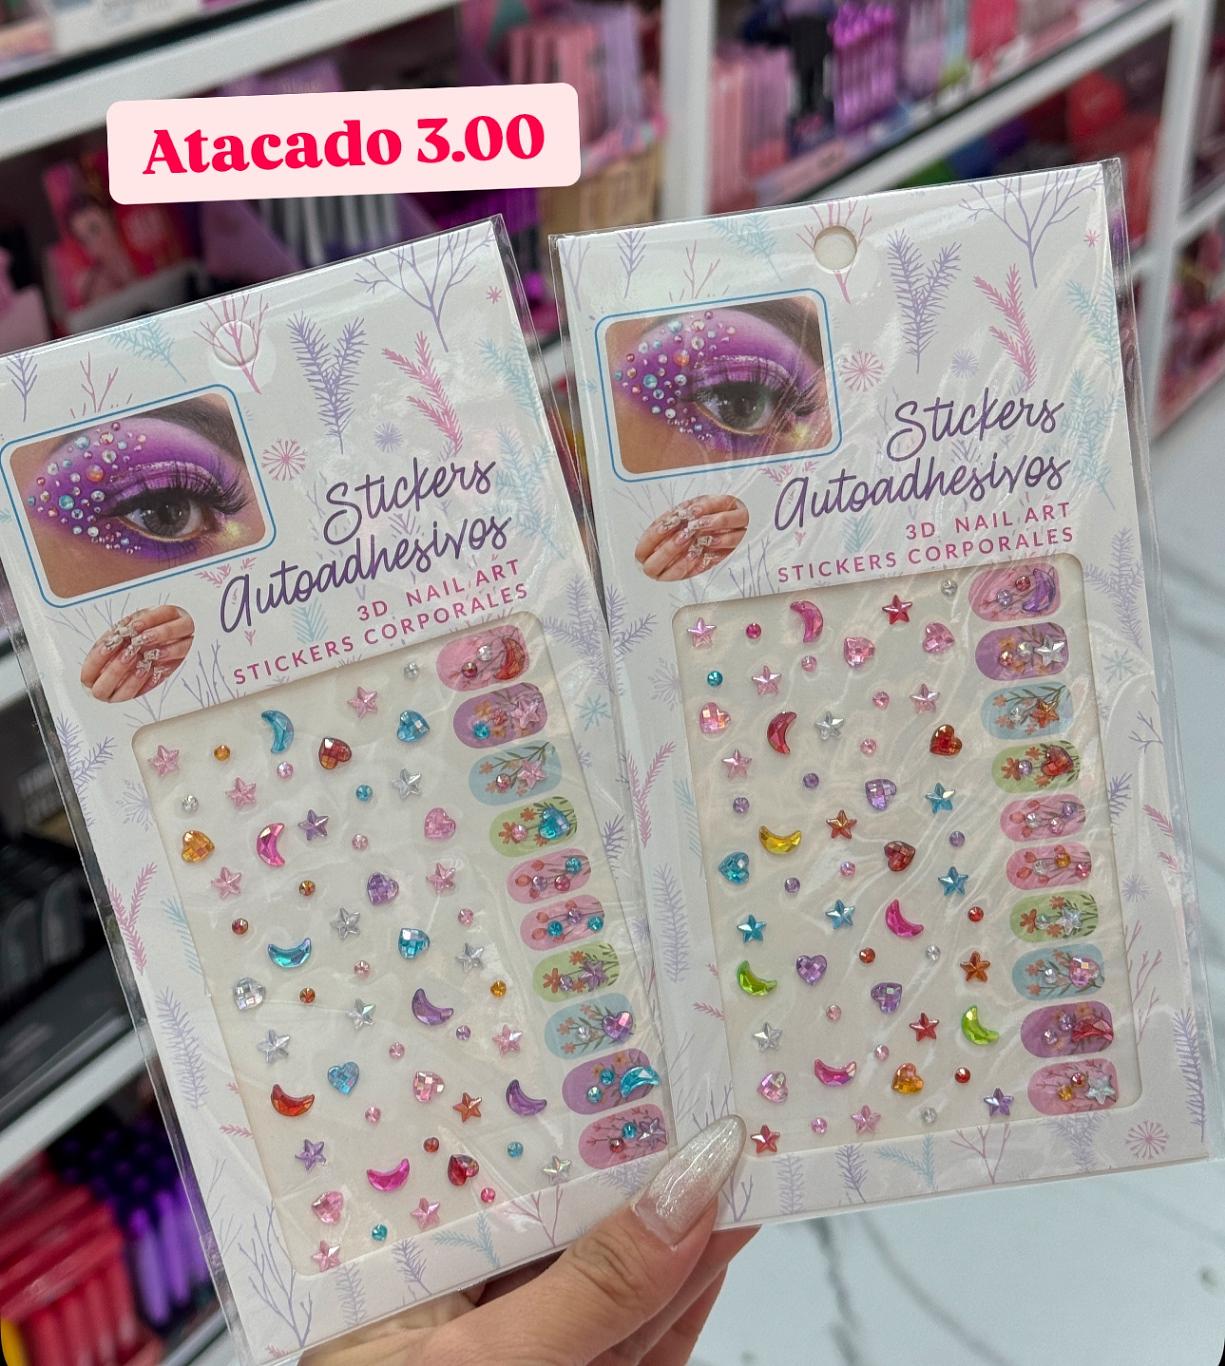 Atacado 3.00
Stickers
Autoadhesivos
3D NAIL ART
STICKERS CORPORALES
Stickers
Autoadhesivos
3D NAIL ART
STICKERS CORPORALES